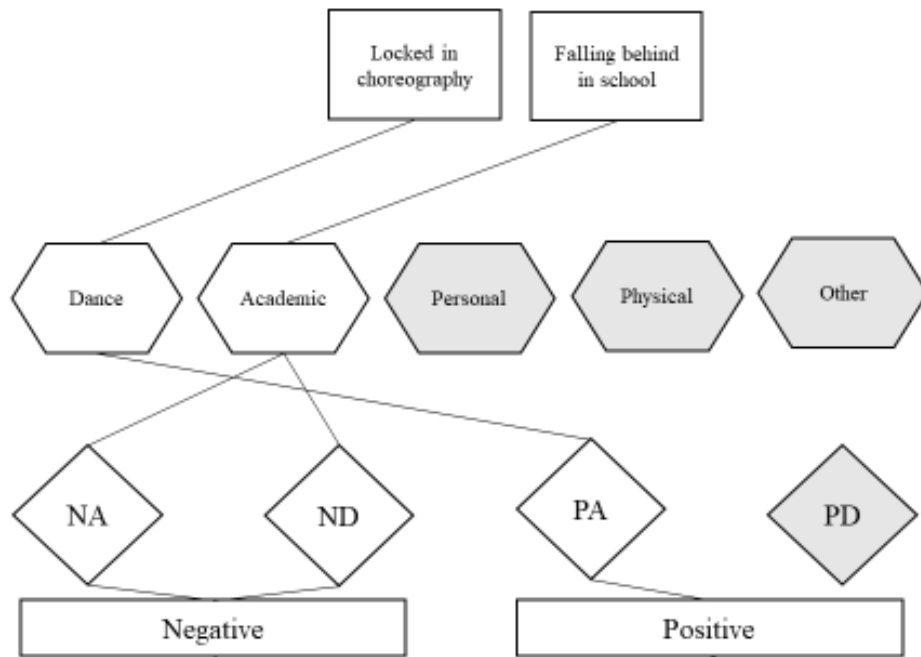 Locked in
choreography
Falling behind
in school
Dance
Academic
Personal
Physical
Other
NA
ND
PA
PD
Negative
Positive